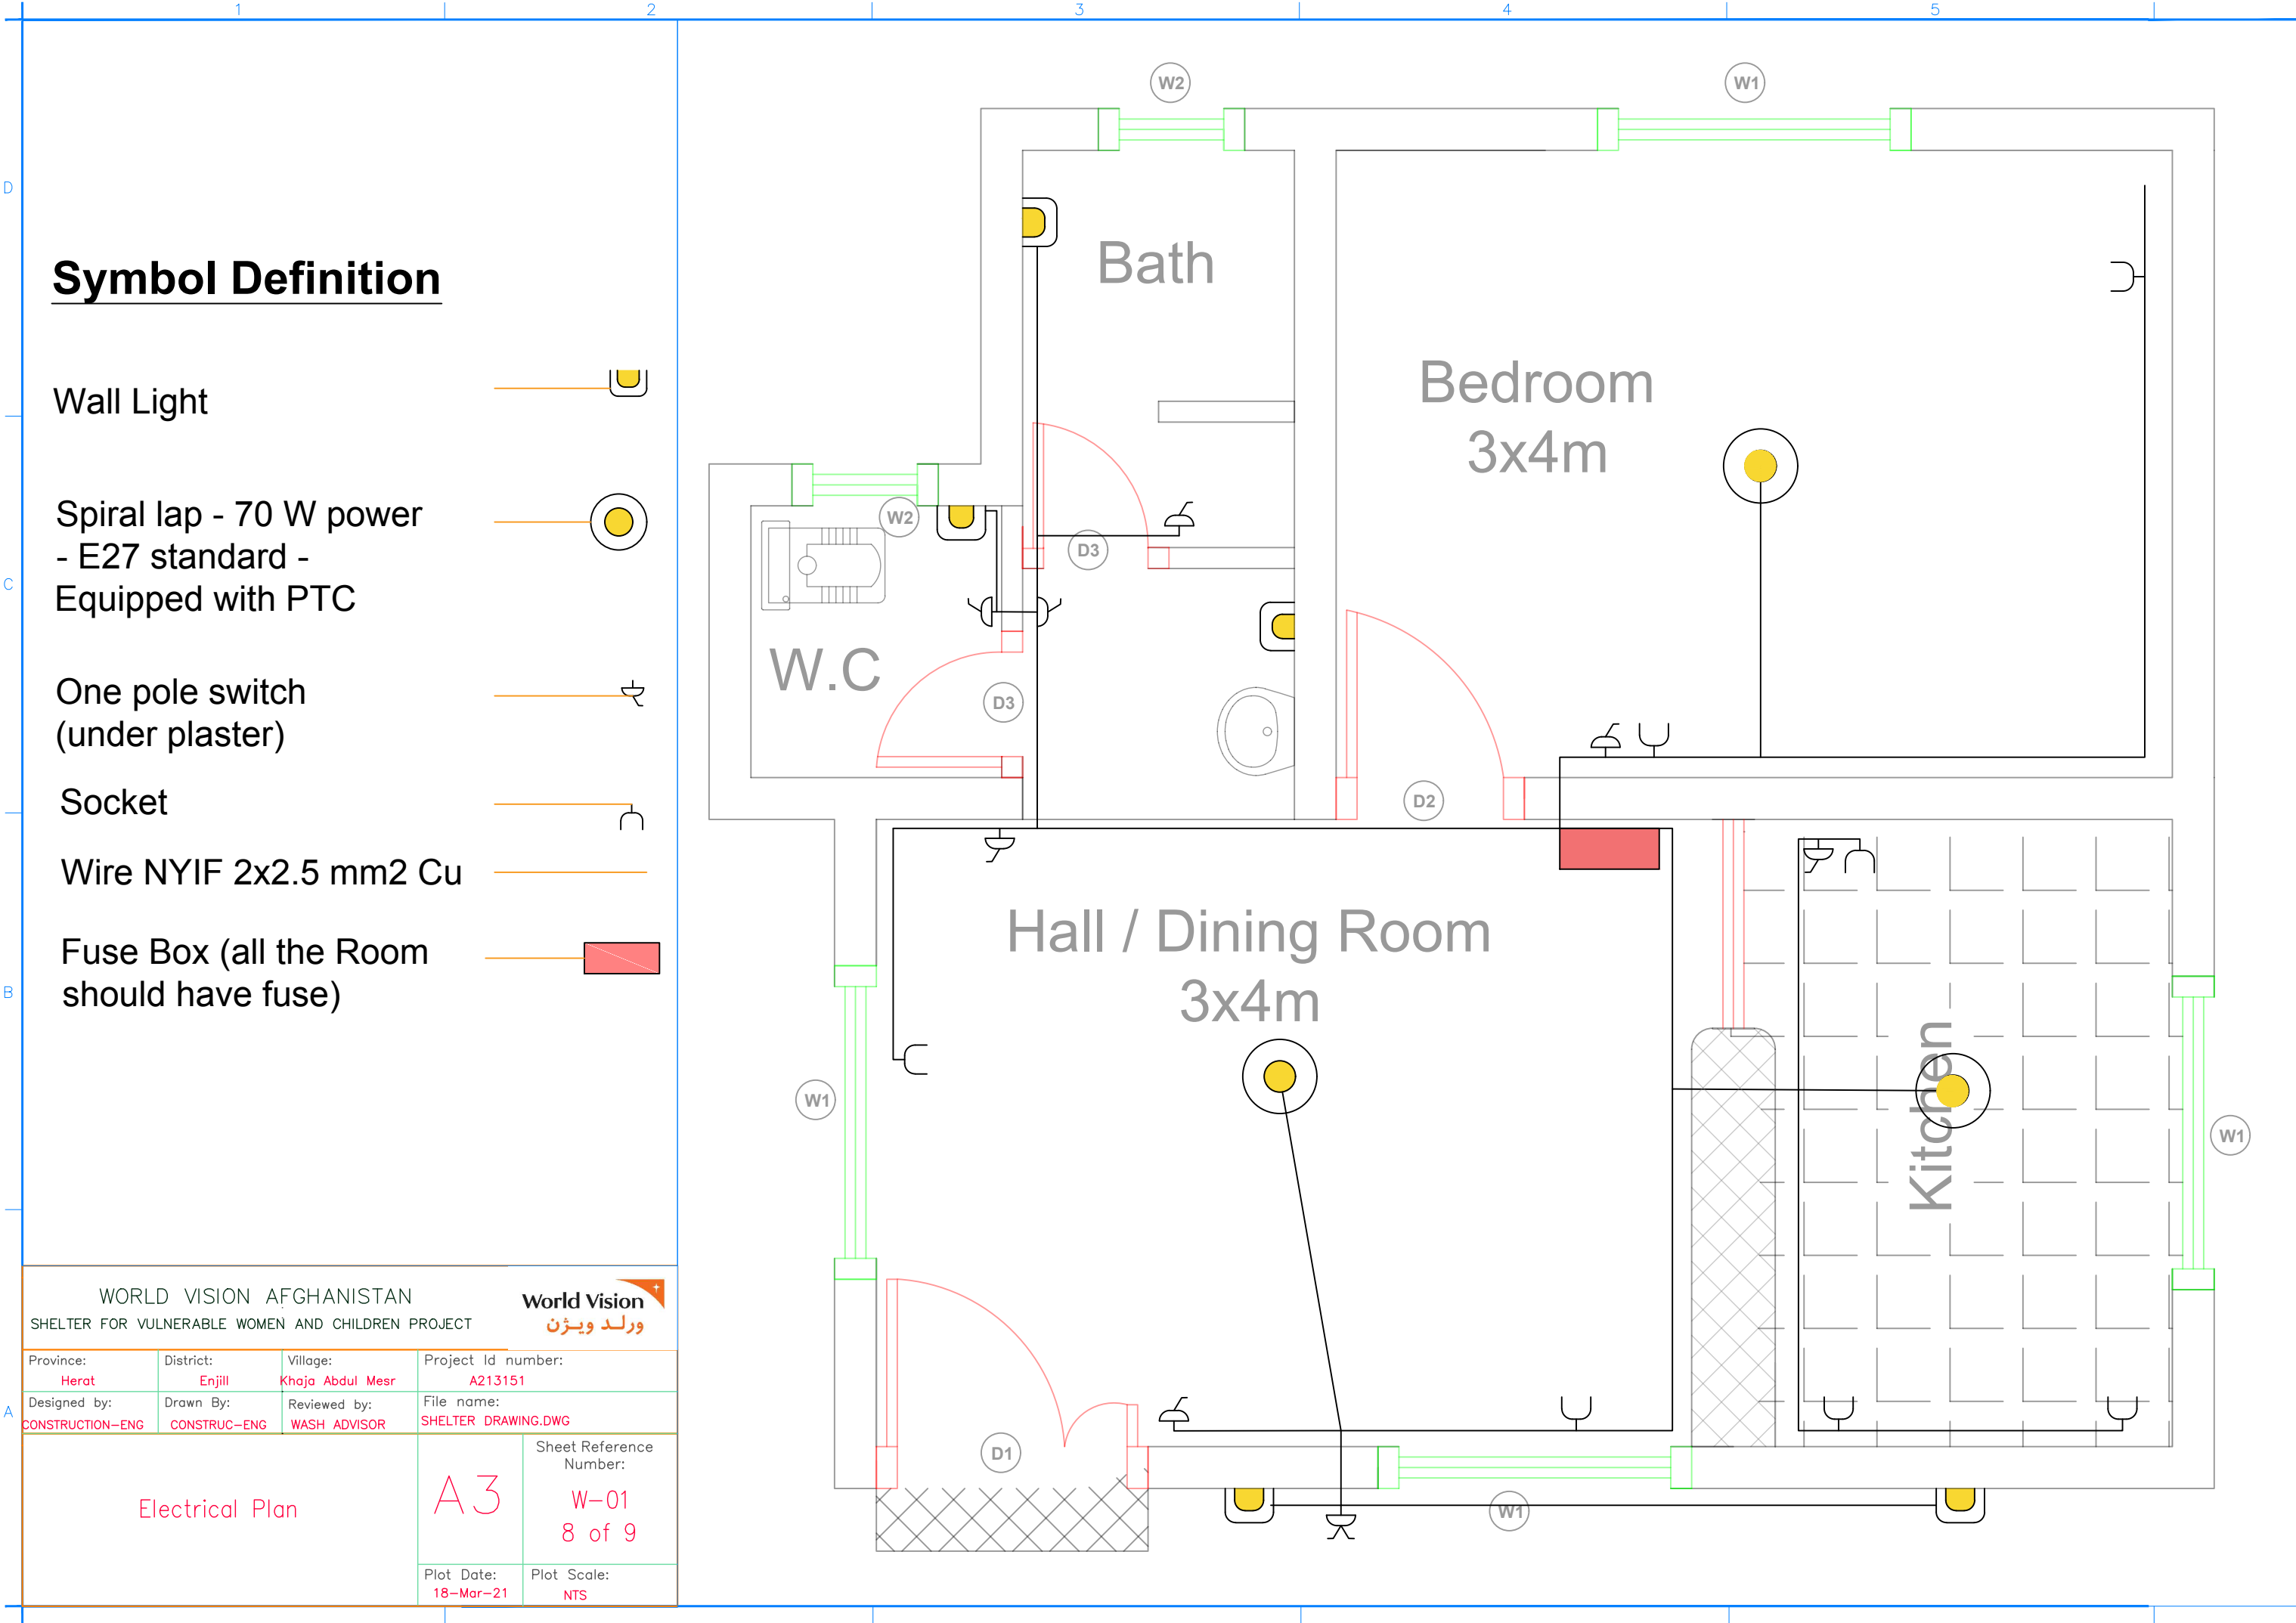 1
2
3
4
5
D
C
B
A
Symbol Definition
Wall Light
Spiral lap - 70 W power
- E27 standard -
Equipped with PTC
One pole switch
(under plaster)
Socket
Wire NYIF 2x2.5 mm2 Cu
Fuse Box (all the Room
should have fuse)
WORLD VISION AFGHANISTAN
SHELTER FOR VULNERABLE WOMEN AND CHILDREN PROJECT
World Vision
ورلـد ویـژن
Province:
Herat
District:
Enjill
Village:
Khaja Abdul Mesr
Project Id number:
A213151
Designed by:
CONSTRUCTION-ENG
Drawn By:
CONSTRUC-ENG
Reviewed by:
WASH ADVISOR
File name:
SHELTER DRAWING.DWG
Electrical Plan
A3
Sheet Reference
Number:
W-01
8 of 9
Plot Date:
18-Mar-21
Plot Scale:
NTS
W2
W1
Bath
Bedroom
3x4m
W2
D3
W.C
D3
D2
Hall / Dining Room
3x4m
Kitchen
W1
W1
D1
W1